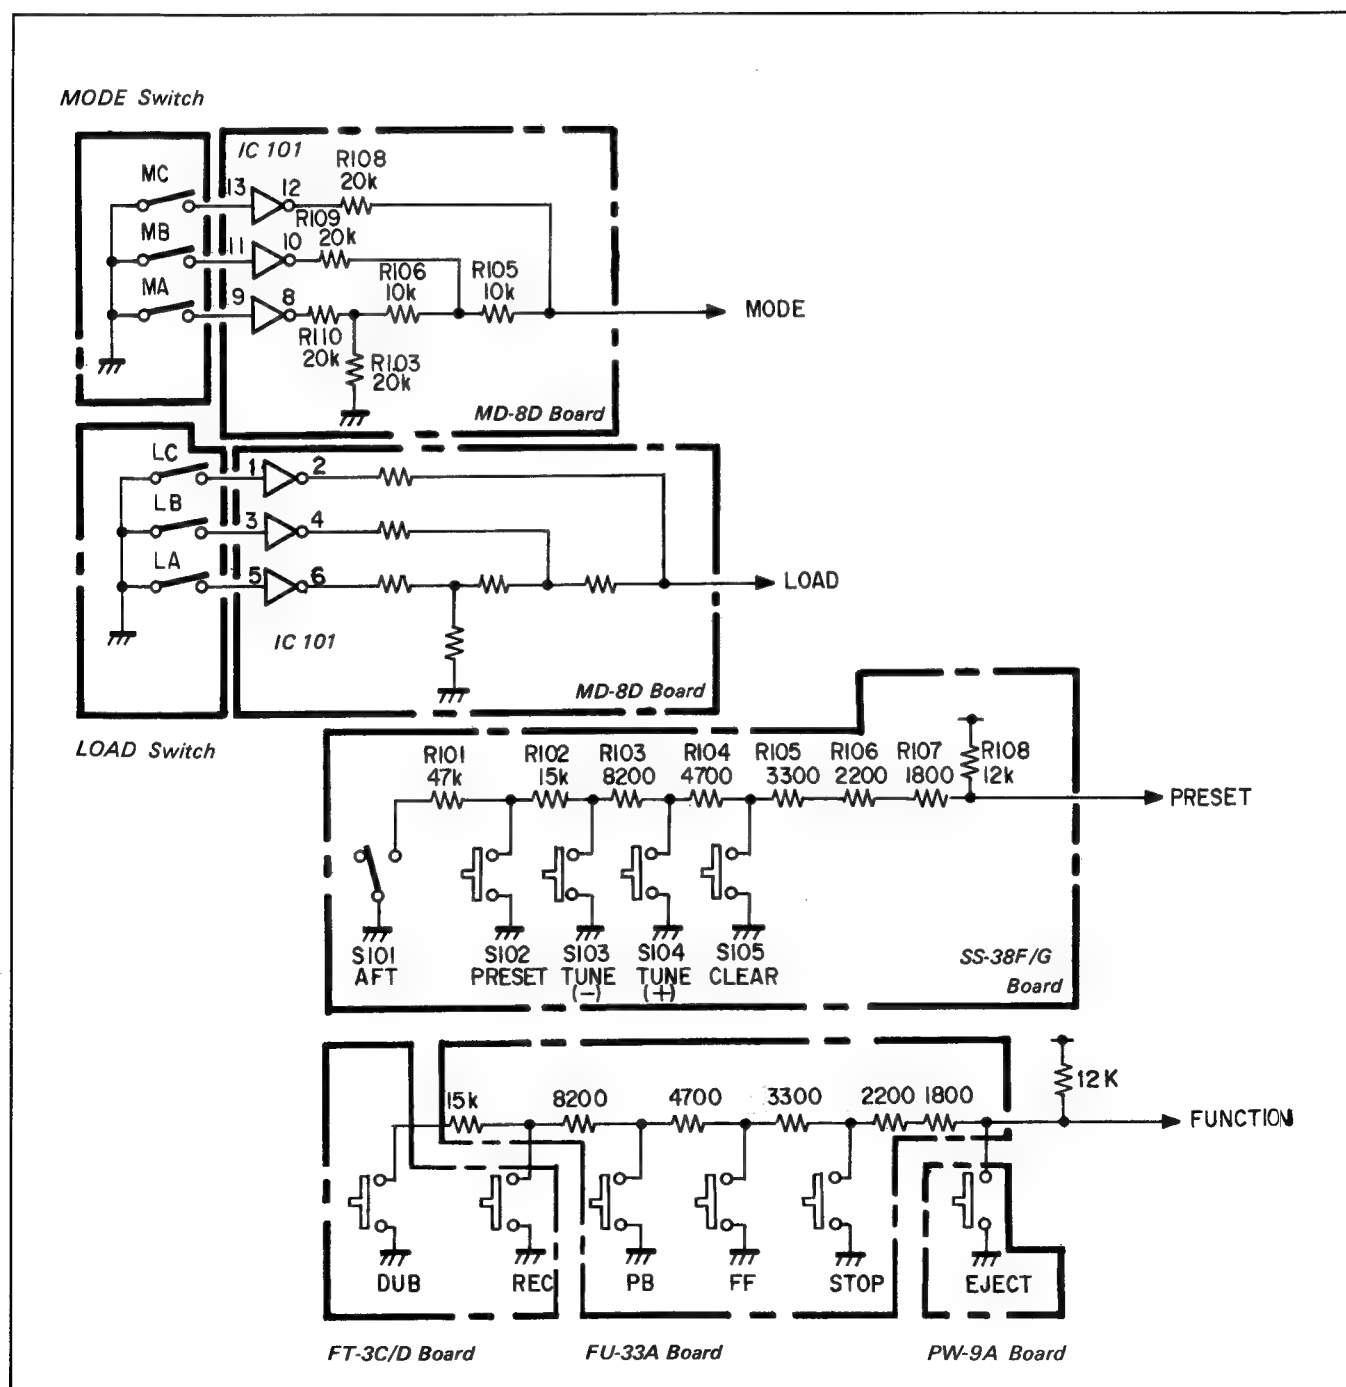 MODE Switch
IC 101
MC
13
12
R108
20k
MB
11
10
R109
20k
MA
9
8
R110
20k
R106
10k
R105
10k
R103
20k
MODE
MD-8D Board
LC
1
2
LB
3
4
LA
5
6
IC 101
LOAD
MD-8D Board
LOAD Switch
R101
47k
R102
15k
R103
8200
R104
4700
R105
3300
R106
2200
R107
1800
R108
12k
PRESET
S101
AFT
S102
PRESET
S103
TUNE
(−)
S104
TUNE
(+)
S105
CLEAR
SS-38F/G
Board
15k
8200
4700
3300
2200
1800
12K
FUNCTION
DUB
REC
PB
FF
STOP
EJECT
FT-3C/D Board
FU-33A Board
PW-9A Board